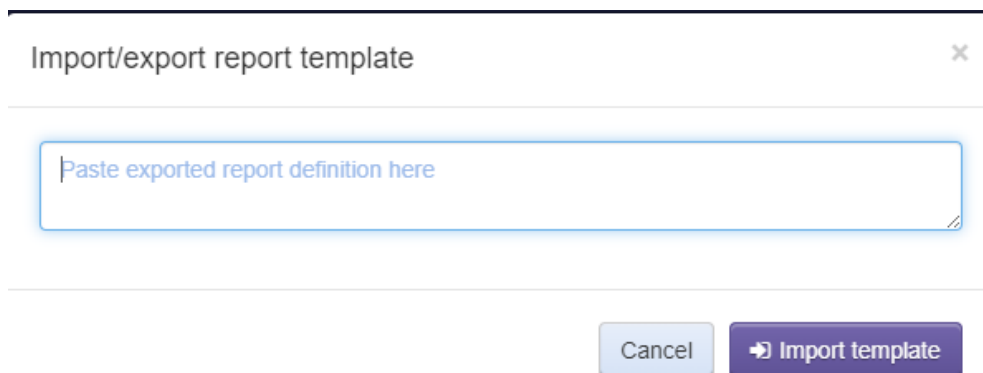 Import/export report template
×
Paste exported report definition here
Cancel
Import template